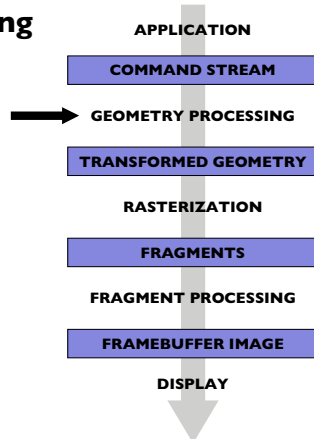 ng
APPLICATION
COMMAND STREAM
GEOMETRY PROCESSING
TRANSFORMED GEOMETRY
RASTERIZATION
FRAGMENTS
FRAGMENT PROCESSING
FRAMEBUFFER IMAGE
DISPLAY